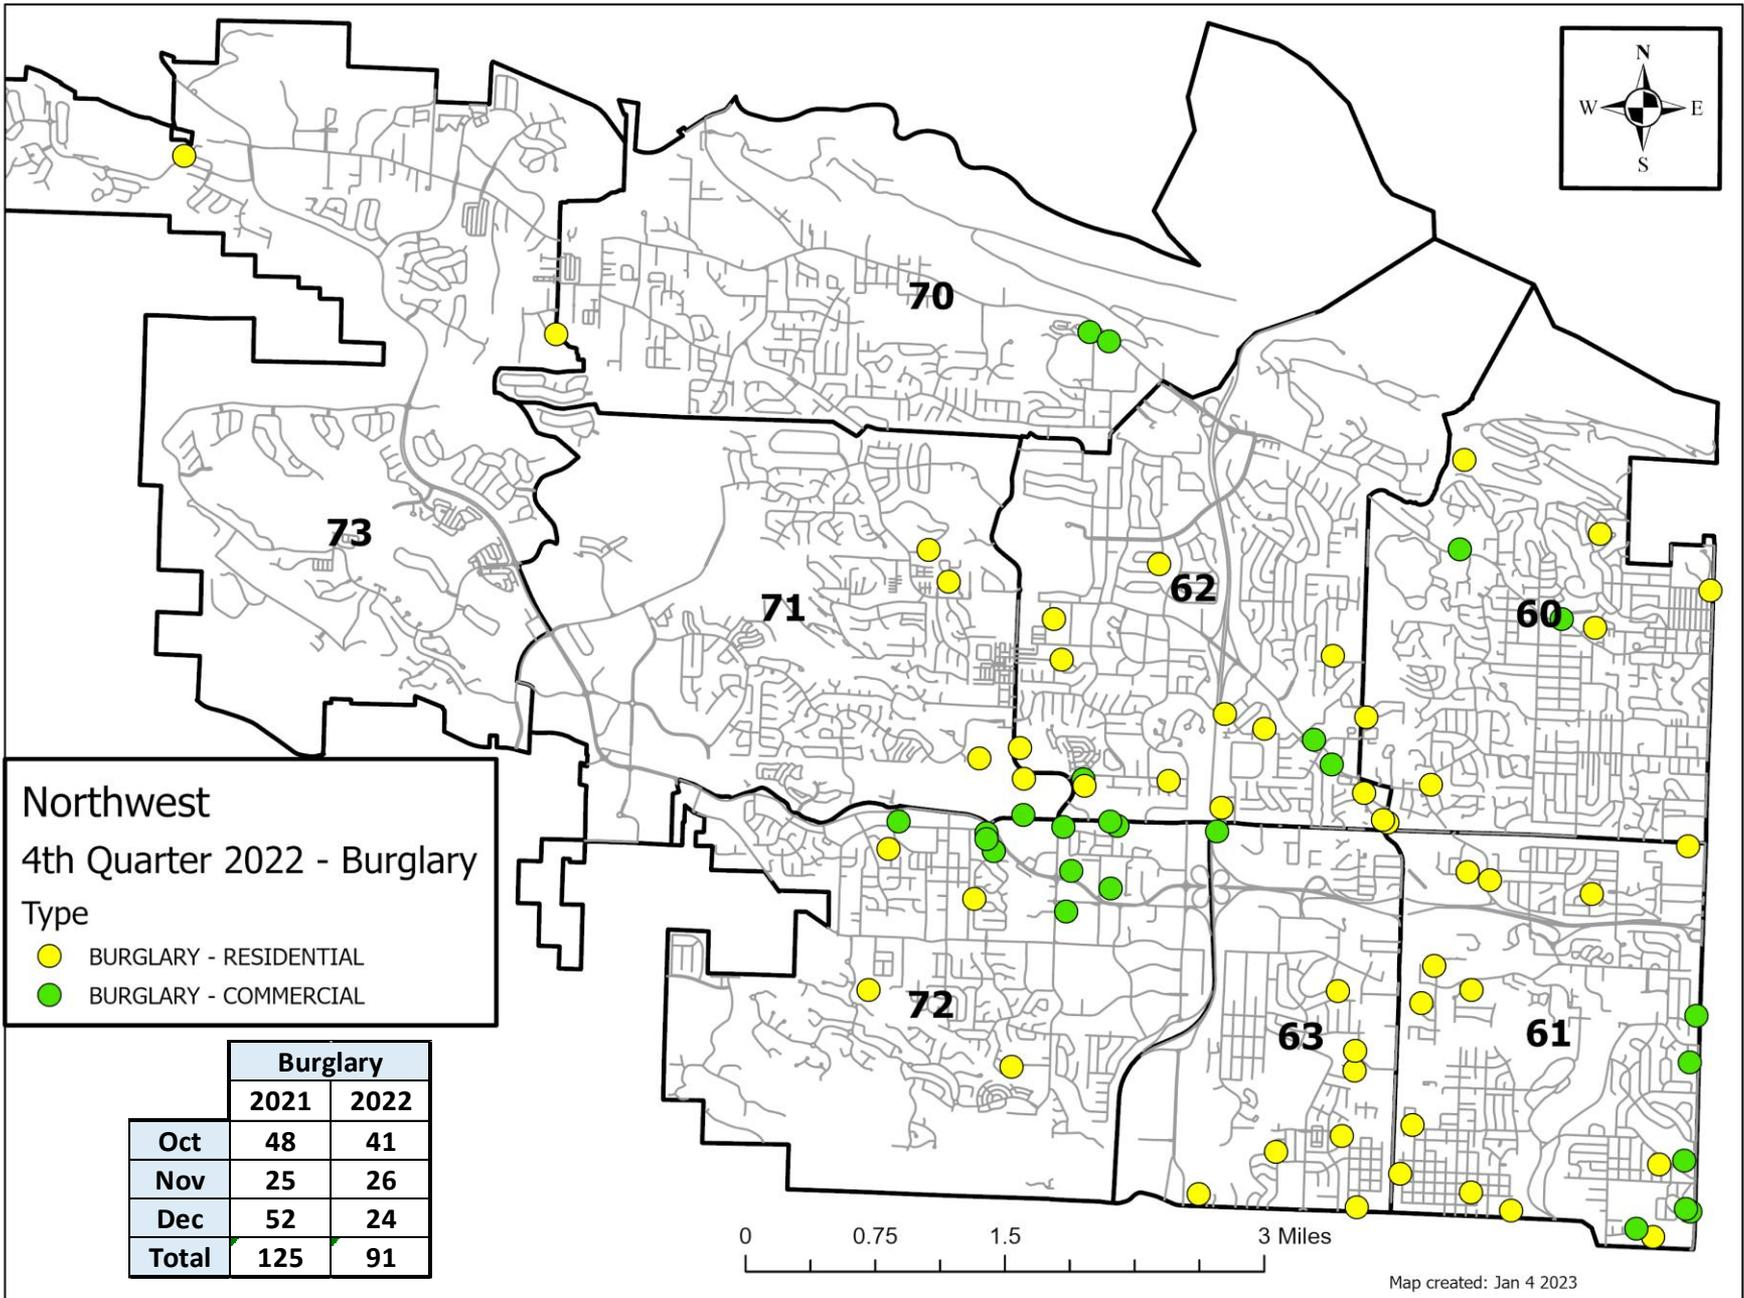 N
W E
S
70
73
71
62
60
Northwest
4th Quarter 2022 - Burglary
Type
BURGLARY - RESIDENTIAL
BURGLARY - COMMERCIAL
72
63
61
Burglary
2021 2022
Oct 48 41
Nov 25 26
Dec 52 24
Total 125 91
0 0.75 1.5 3 Miles
Map created: Jan 4 2023